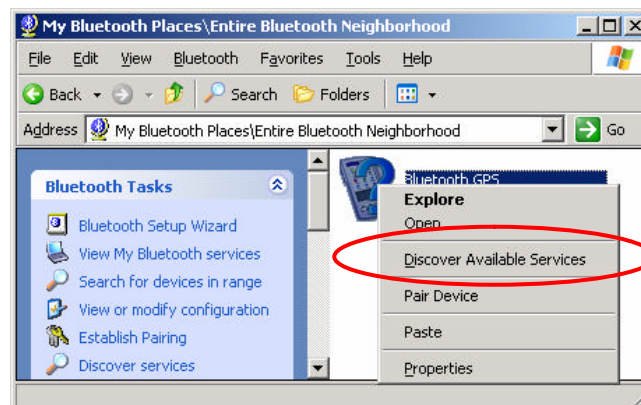 My Bluetooth Places\Entire Bluetooth Neighborhood
File Edit View Bluetooth Favorites Tools Help
Back Search Folders
Address My Bluetooth Places\Entire Bluetooth Neighborhood Go
Bluetooth Tasks
Bluetooth Setup Wizard
View My Bluetooth services
Search for devices in range
View or modify configuration
Establish Pairing
Discover services
Bluetooth GPS
Explore
Open
Discover Available Services
Pair Device
Paste
Properties